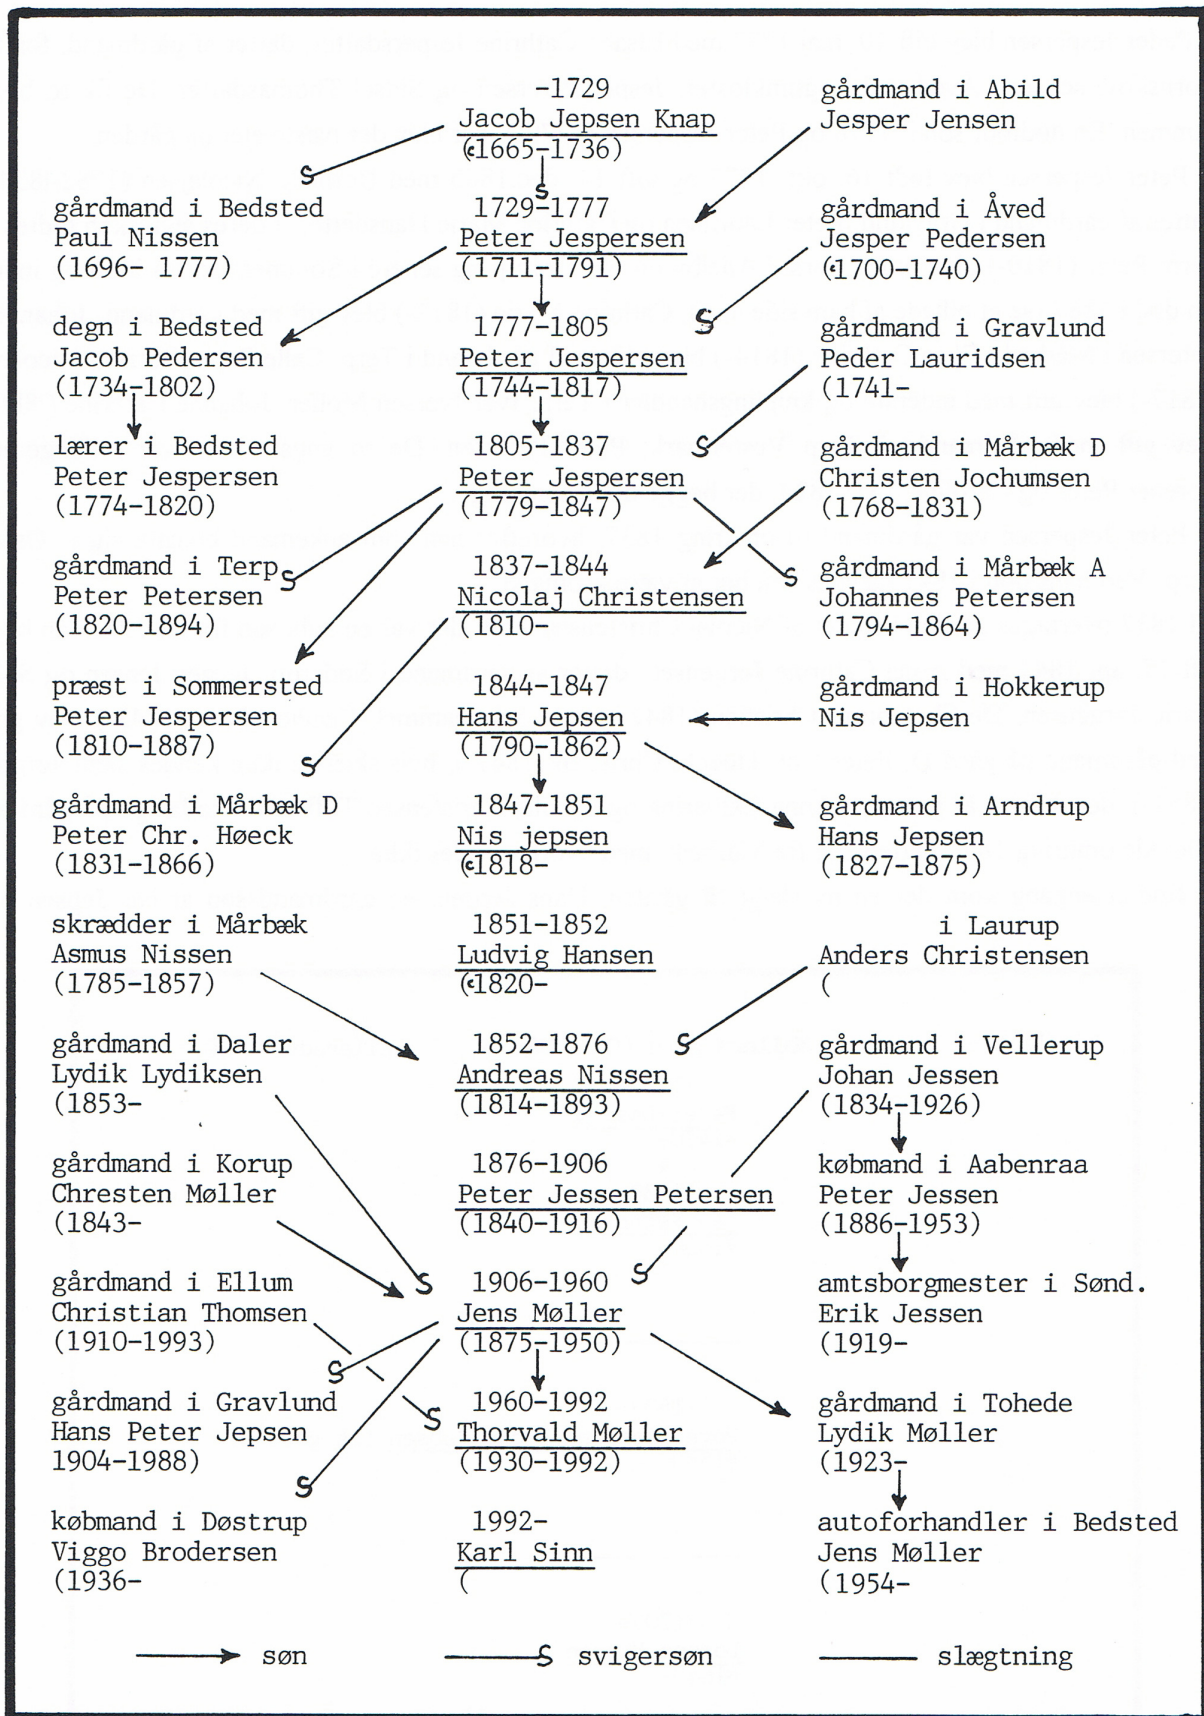 -1729
Jacob Jepsen Knap
(c1665-1736)
gårdmand i Abild
Jesper Jensen
S
S
gårdmand i Bedsted
Paul Nissen
(1696- 1777)
1729-1777
Peter Jespersen
(1711-1791)
gårdmand i Åved
Jesper Pedersen
(c1700-1740)
degn i Bedsted
Jacob Pedersen
(1734-1802)
1777-1805
Peter Jespersen
(1744-1817)
S
gårdmand i Gravlund
Peder Lauridsen
(1741-
lærer i Bedsted
Peter Jespersen
(1774-1820)
1805-1837
Peter Jespersen
(1779-1847)
S
gårdmand i Mårbæk D
Christen Jochumsen
(1768-1831)
gårdmand i Terp
Peter Petersen
(1820-1894)
S
1837-1844
Nicolaj Christensen
(1810-
S
gårdmand i Mårbæk A
Johannes Petersen
(1794-1864)
præst i Sommersted
Peter Jespersen
(1810-1887)
S
1844-1847
Hans Jepsen
(1790-1862)
gårdmand i Hokkerup
Nis Jepsen
gårdmand i Mårbæk D
Peter Chr. Høeck
(1831-1866)
1847-1851
Nis jepsen
(c1818-
gårdmand i Arndrup
Hans Jepsen
(1827-1875)
skrædder i Mårbæk
Asmus Nissen
(1785-1857)
1851-1852
Ludvig Hansen
(c1820-
i Laurup
Anders Christensen
(
gårdmand i Daler
Lydik Lydiksen
(1853-
1852-1876
Andreas Nissen
(1814-1893)
S
gårdmand i Vellerup
Johan Jessen
(1834-1926)
gårdmand i Korup
Chresten Møller
(1843-
1876-1906
Peter Jessen Petersen
(1840-1916)
købmand i Aabenraa
Peter Jessen
(1886-1953)
gårdmand i Ellum
Christian Thomsen
(1910-1993)
S
S
1906-1960
Jens Møller
(1875-1950)
S
amtsborgmester i Sønd.
Erik Jessen
(1919-
gårdmand i Gravlund
Hans Peter Jepsen
1904-1988)
S
S
1960-1992
Thorvald Møller
(1930-1992)
gårdmand i Tohede
Lydik Møller
(1923-
købmand i Døstrup
Viggo Brodersen
(1936-
1992-
Karl Sinn
(
autoforhandler i Bedsted
Jens Møller
(1954-
søn S svigersøn slægtning